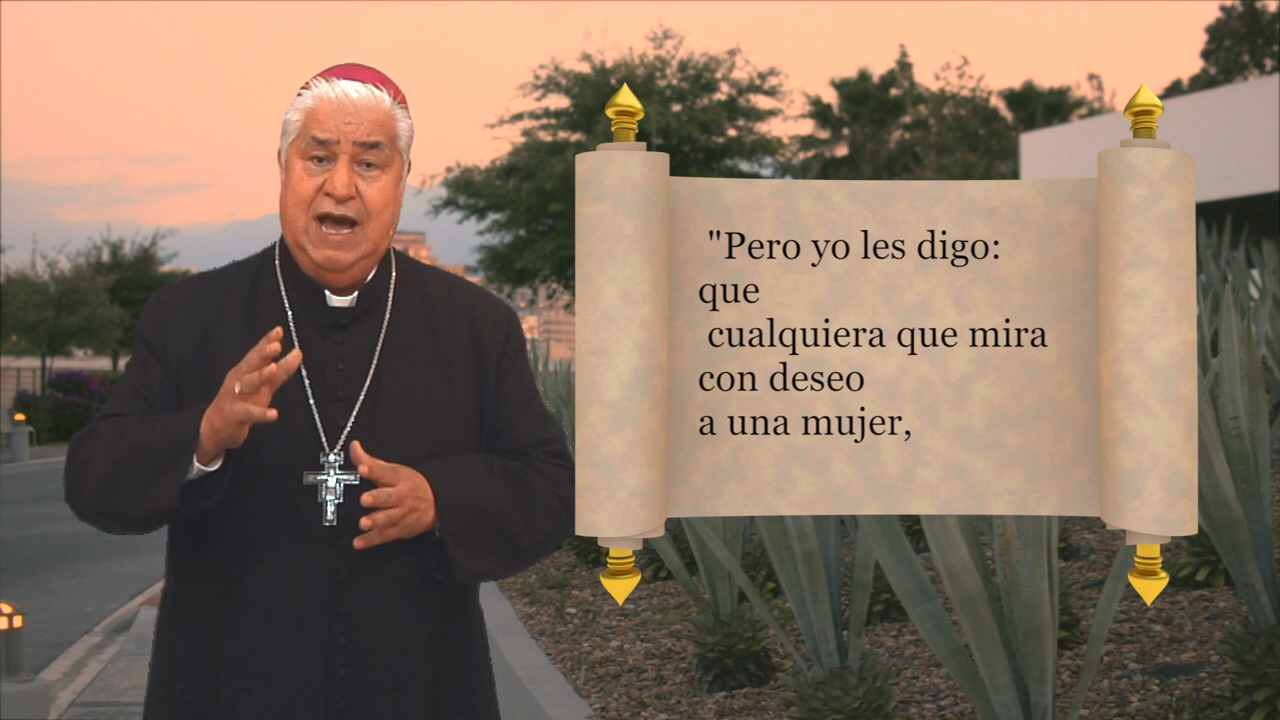 "Pero yo les digo:
que
cualquiera que mira
con deseo
a una mujer,